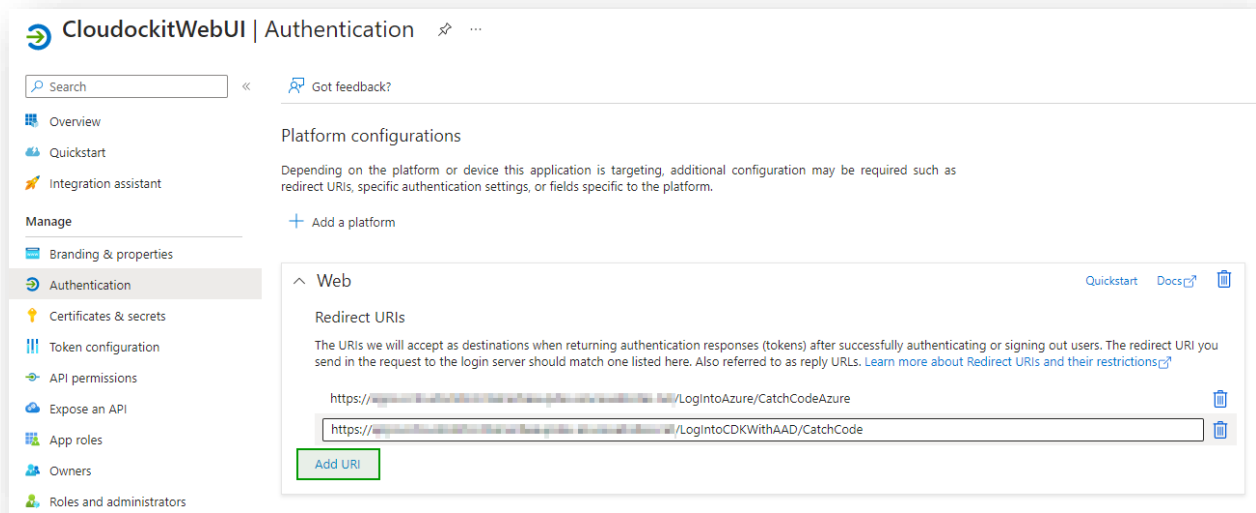 CloudockitWebUI | Authentication
Search
Got feedback?
Overview
Quickstart
Integration assistant
Manage
Branding & properties
Authentication
Certificates & secrets
Token configuration
API permissions
Expose an API
App roles
Owners
Roles and administrators
Platform configurations
Depending on the platform or device this application is targeting, additional configuration may be required such as
redirect URIs, specific authentication settings, or fields specific to the platform.
Add a platform
Web
Quickstart Docs
Redirect URIs
The URIs we will accept as destinations when returning authentication responses (tokens) after successfully authenticating or signing out users. The redirect URI you
send in the request to the login server should match one listed here. Also referred to as reply URLs. Learn more about Redirect URIs and their restrictions
https:// /LogIntoAzure/CatchCodeAzure
https:// /LogIntoCDKWithAAD/CatchCode
Add URI